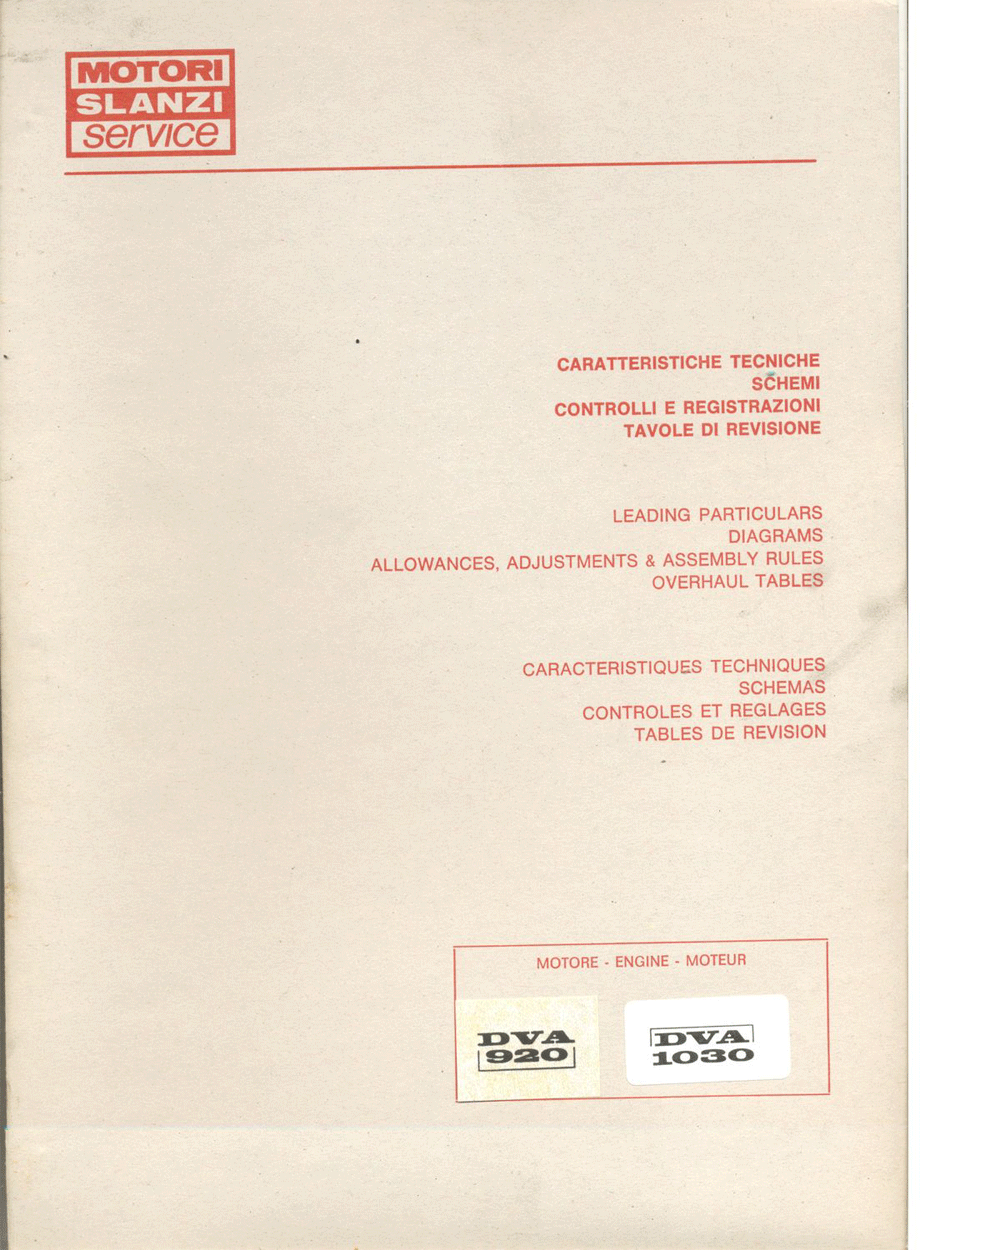 MOTORI
SLANZI
service
CARATTERISTICHE TECNICHE
SCHEMI
CONTROLLI E REGISTRAZIONI
TAVOLE DI REVISIONE
LEADING PARTICULARS
DIAGRAMS
ALLOWANCES, ADJUSTMENTS & ASSEMBLY RULES
OVERHAUL TABLES
CARACTERISTIQUES TECHNIQUES
SCHEMAS
CONTROLES ET REGLAGES
TABLES DE REVISION
MOTORE - ENGINE - MOTEUR
DVA
920
DVA
1030